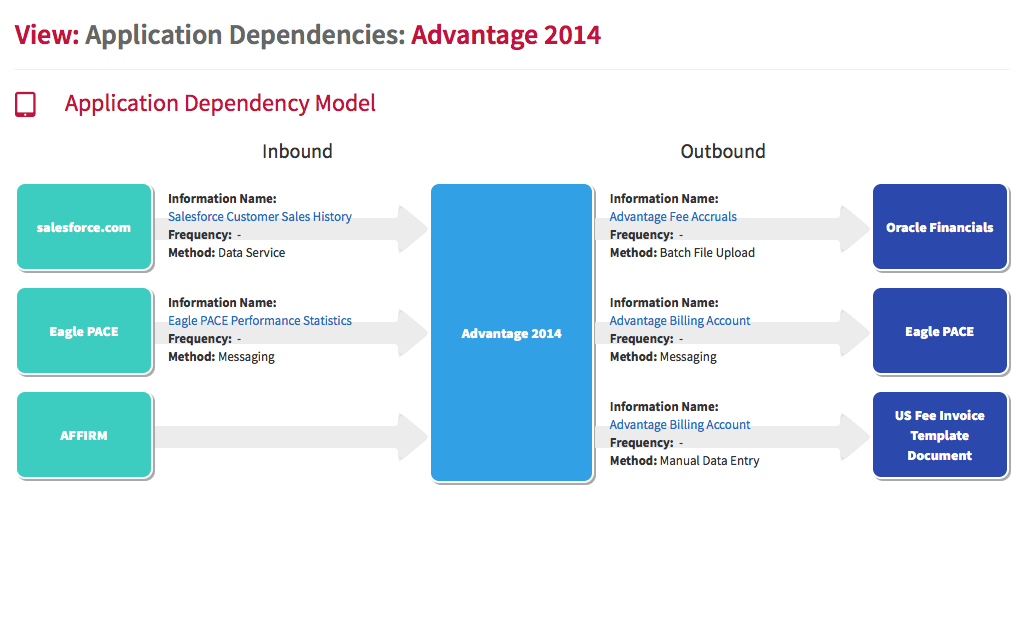 View: Application Dependencies: Advantage 2014
Application Dependency Model
Inbound
Outbound
salesforce.com
Information Name:
Salesforce Customer Sales History
Frequency: -
Method: Data Service
Eagle PACE
Information Name:
Eagle PACE Performance Statistics
Frequency: -
Method: Messaging
AFFIRM
Advantage 2014
Information Name:
Advantage Fee Accruals
Frequency: -
Method: Batch File Upload
Oracle Financials
Information Name:
Advantage Billing Account
Frequency: -
Method: Messaging
Eagle PACE
Information Name:
Advantage Billing Account
Frequency: -
Method: Manual Data Entry
US Fee Invoice
Template
Document